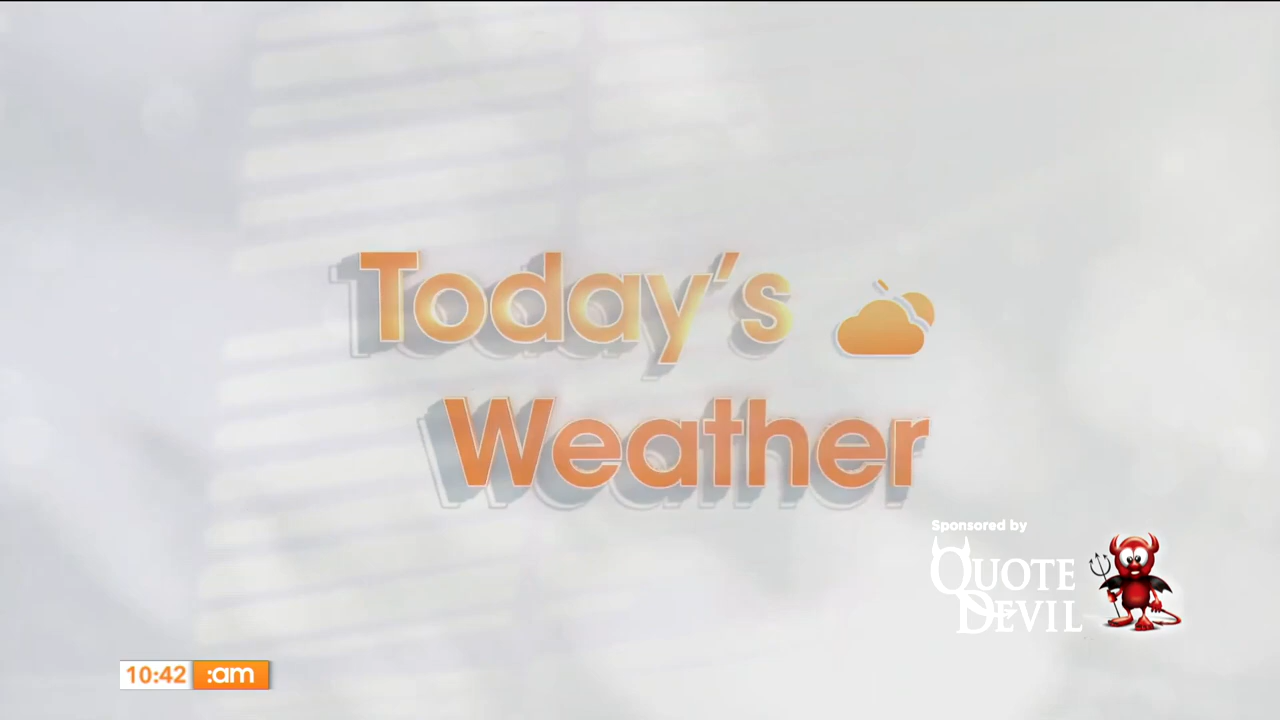 Today's
Weather
Sponsored by
QUOTE
DEVIL
10:42 :am